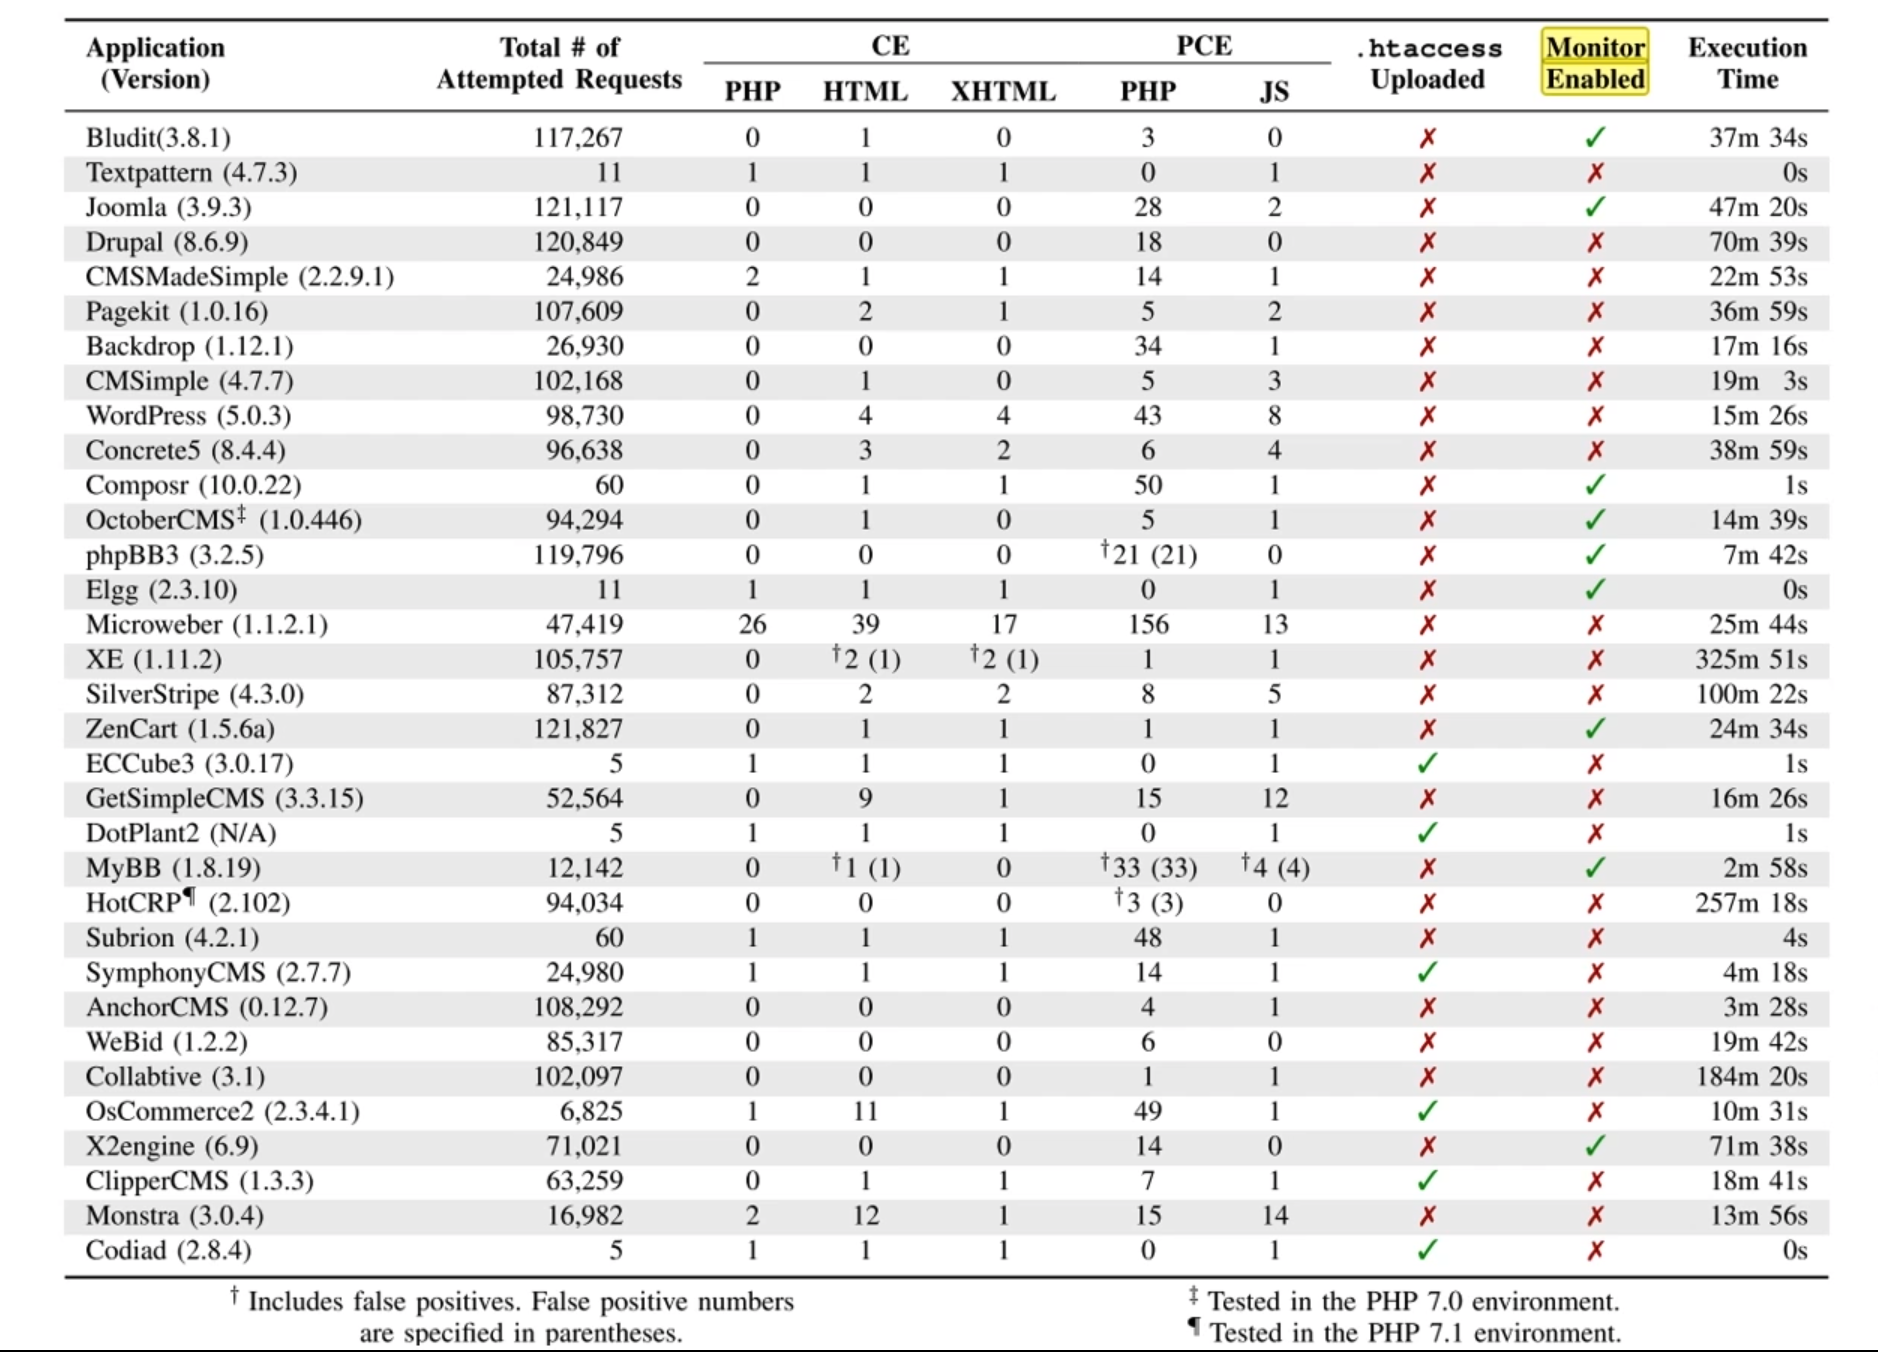 Application Total # of CE PCE .htaccess Monitor Execution
(Version) Attempted Requests PHP HTML XHTML PHP JS Uploaded Enabled Time
Bludit(3.8.1) 117,267 0 1 0 3 0 ✗ ✓ 37m 34s
Textpattern (4.7.3) 11 1 1 1 0 1 ✗ ✗ 0s
Joomla (3.9.3) 121,117 0 0 0 28 2 ✗ ✓ 47m 20s
Drupal (8.6.9) 120,849 0 0 0 18 0 ✗ ✗ 70m 39s
CMSMadeSimple (2.2.9.1) 24,986 2 1 1 14 1 ✗ ✗ 22m 53s
Pagekit (1.0.16) 107,609 0 2 1 5 2 ✗ ✗ 36m 59s
Backdrop (1.12.1) 26,930 0 0 0 34 1 ✗ ✗ 17m 16s
CMSimple (4.7.7) 102,168 0 1 0 5 3 ✗ ✗ 19m 3s
WordPress (5.0.3) 98,730 0 4 4 43 8 ✗ ✗ 15m 26s
Concrete5 (8.4.4) 96,638 0 3 2 6 4 ✗ ✗ 38m 59s
Composr (10.0.22) 60 0 1 1 50 1 ✗ ✓ 1s
OctoberCMS‡ (1.0.446) 94,294 0 1 0 5 1 ✗ ✓ 14m 39s
phpBB3 (3.2.5) 119,796 0 0 0 †21 (21) 0 ✗ ✓ 7m 42s
Elgg (2.3.10) 11 1 1 1 0 1 ✗ ✓ 0s
Microweber (1.1.2.1) 47,419 26 39 17 156 13 ✗ ✗ 25m 44s
XE (1.11.2) 105,757 0 †2 (1) †2 (1) 1 1 ✗ ✗ 325m 51s
SilverStripe (4.3.0) 87,312 0 2 2 8 5 ✗ ✗ 100m 22s
ZenCart (1.5.6a) 121,827 0 1 1 1 1 ✗ ✓ 24m 34s
ECCube3 (3.0.17) 5 1 1 1 0 1 ✓ ✗ 1s
GetSimpleCMS (3.3.15) 52,564 0 9 1 15 12 ✗ ✗ 16m 26s
DotPlant2 (N/A) 5 1 1 1 0 1 ✓ ✗ 1s
MyBB (1.8.19) 12,142 0 †1 (1) 0 †33 (33) †4 (4) ✗ ✓ 2m 58s
HotCRP¶ (2.102) 94,034 0 0 0 †3 (3) 0 ✗ ✗ 257m 18s
Subrion (4.2.1) 60 1 1 1 48 1 ✗ ✗ 4s
SymphonyCMS (2.7.7) 24,980 1 1 1 14 1 ✓ ✗ 4m 18s
AnchorCMS (0.12.7) 108,292 0 0 0 4 1 ✗ ✗ 3m 28s
WeBid (1.2.2) 85,317 0 0 0 6 0 ✗ ✗ 19m 42s
Collabtive (3.1) 102,097 0 0 0 1 1 ✗ ✗ 184m 20s
OsCommerce2 (2.3.4.1) 6,825 1 11 1 49 1 ✓ ✗ 10m 31s
X2engine (6.9) 71,021 0 0 0 14 0 ✗ ✓ 71m 38s
ClipperCMS (1.3.3) 63,259 0 1 1 7 1 ✓ ✗ 18m 41s
Monstra (3.0.4) 16,982 2 12 1 15 14 ✗ ✗ 13m 56s
Codiad (2.8.4) 5 1 1 1 0 1 ✓ ✗ 0s
† Includes false positives. False positive numbers
are specified in parentheses.
‡ Tested in the PHP 7.0 environment.
¶ Tested in the PHP 7.1 environment.